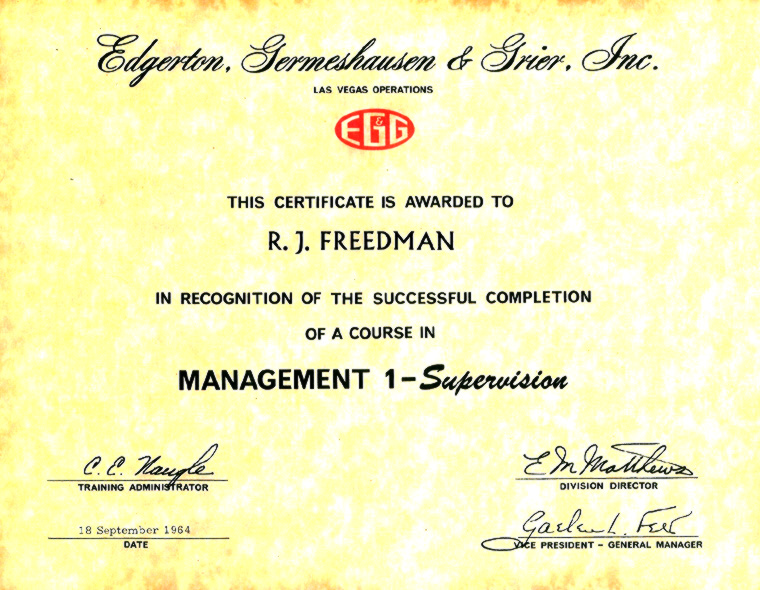 Edgerton, Germeshausen & Grier, Inc.
LAS VEGAS OPERATIONS
EG&G
THIS CERTIFICATE IS AWARDED TO
R. J. FREEDMAN
IN RECOGNITION OF THE SUCCESSFUL COMPLETION
OF A COURSE IN
MANAGEMENT 1-Supervision
C. E. Naugle
TRAINING ADMINISTRATOR
18 September 1964
DATE
E M Matthews
DIVISION DIRECTOR
VICE PRESIDENT - GENERAL MANAGER